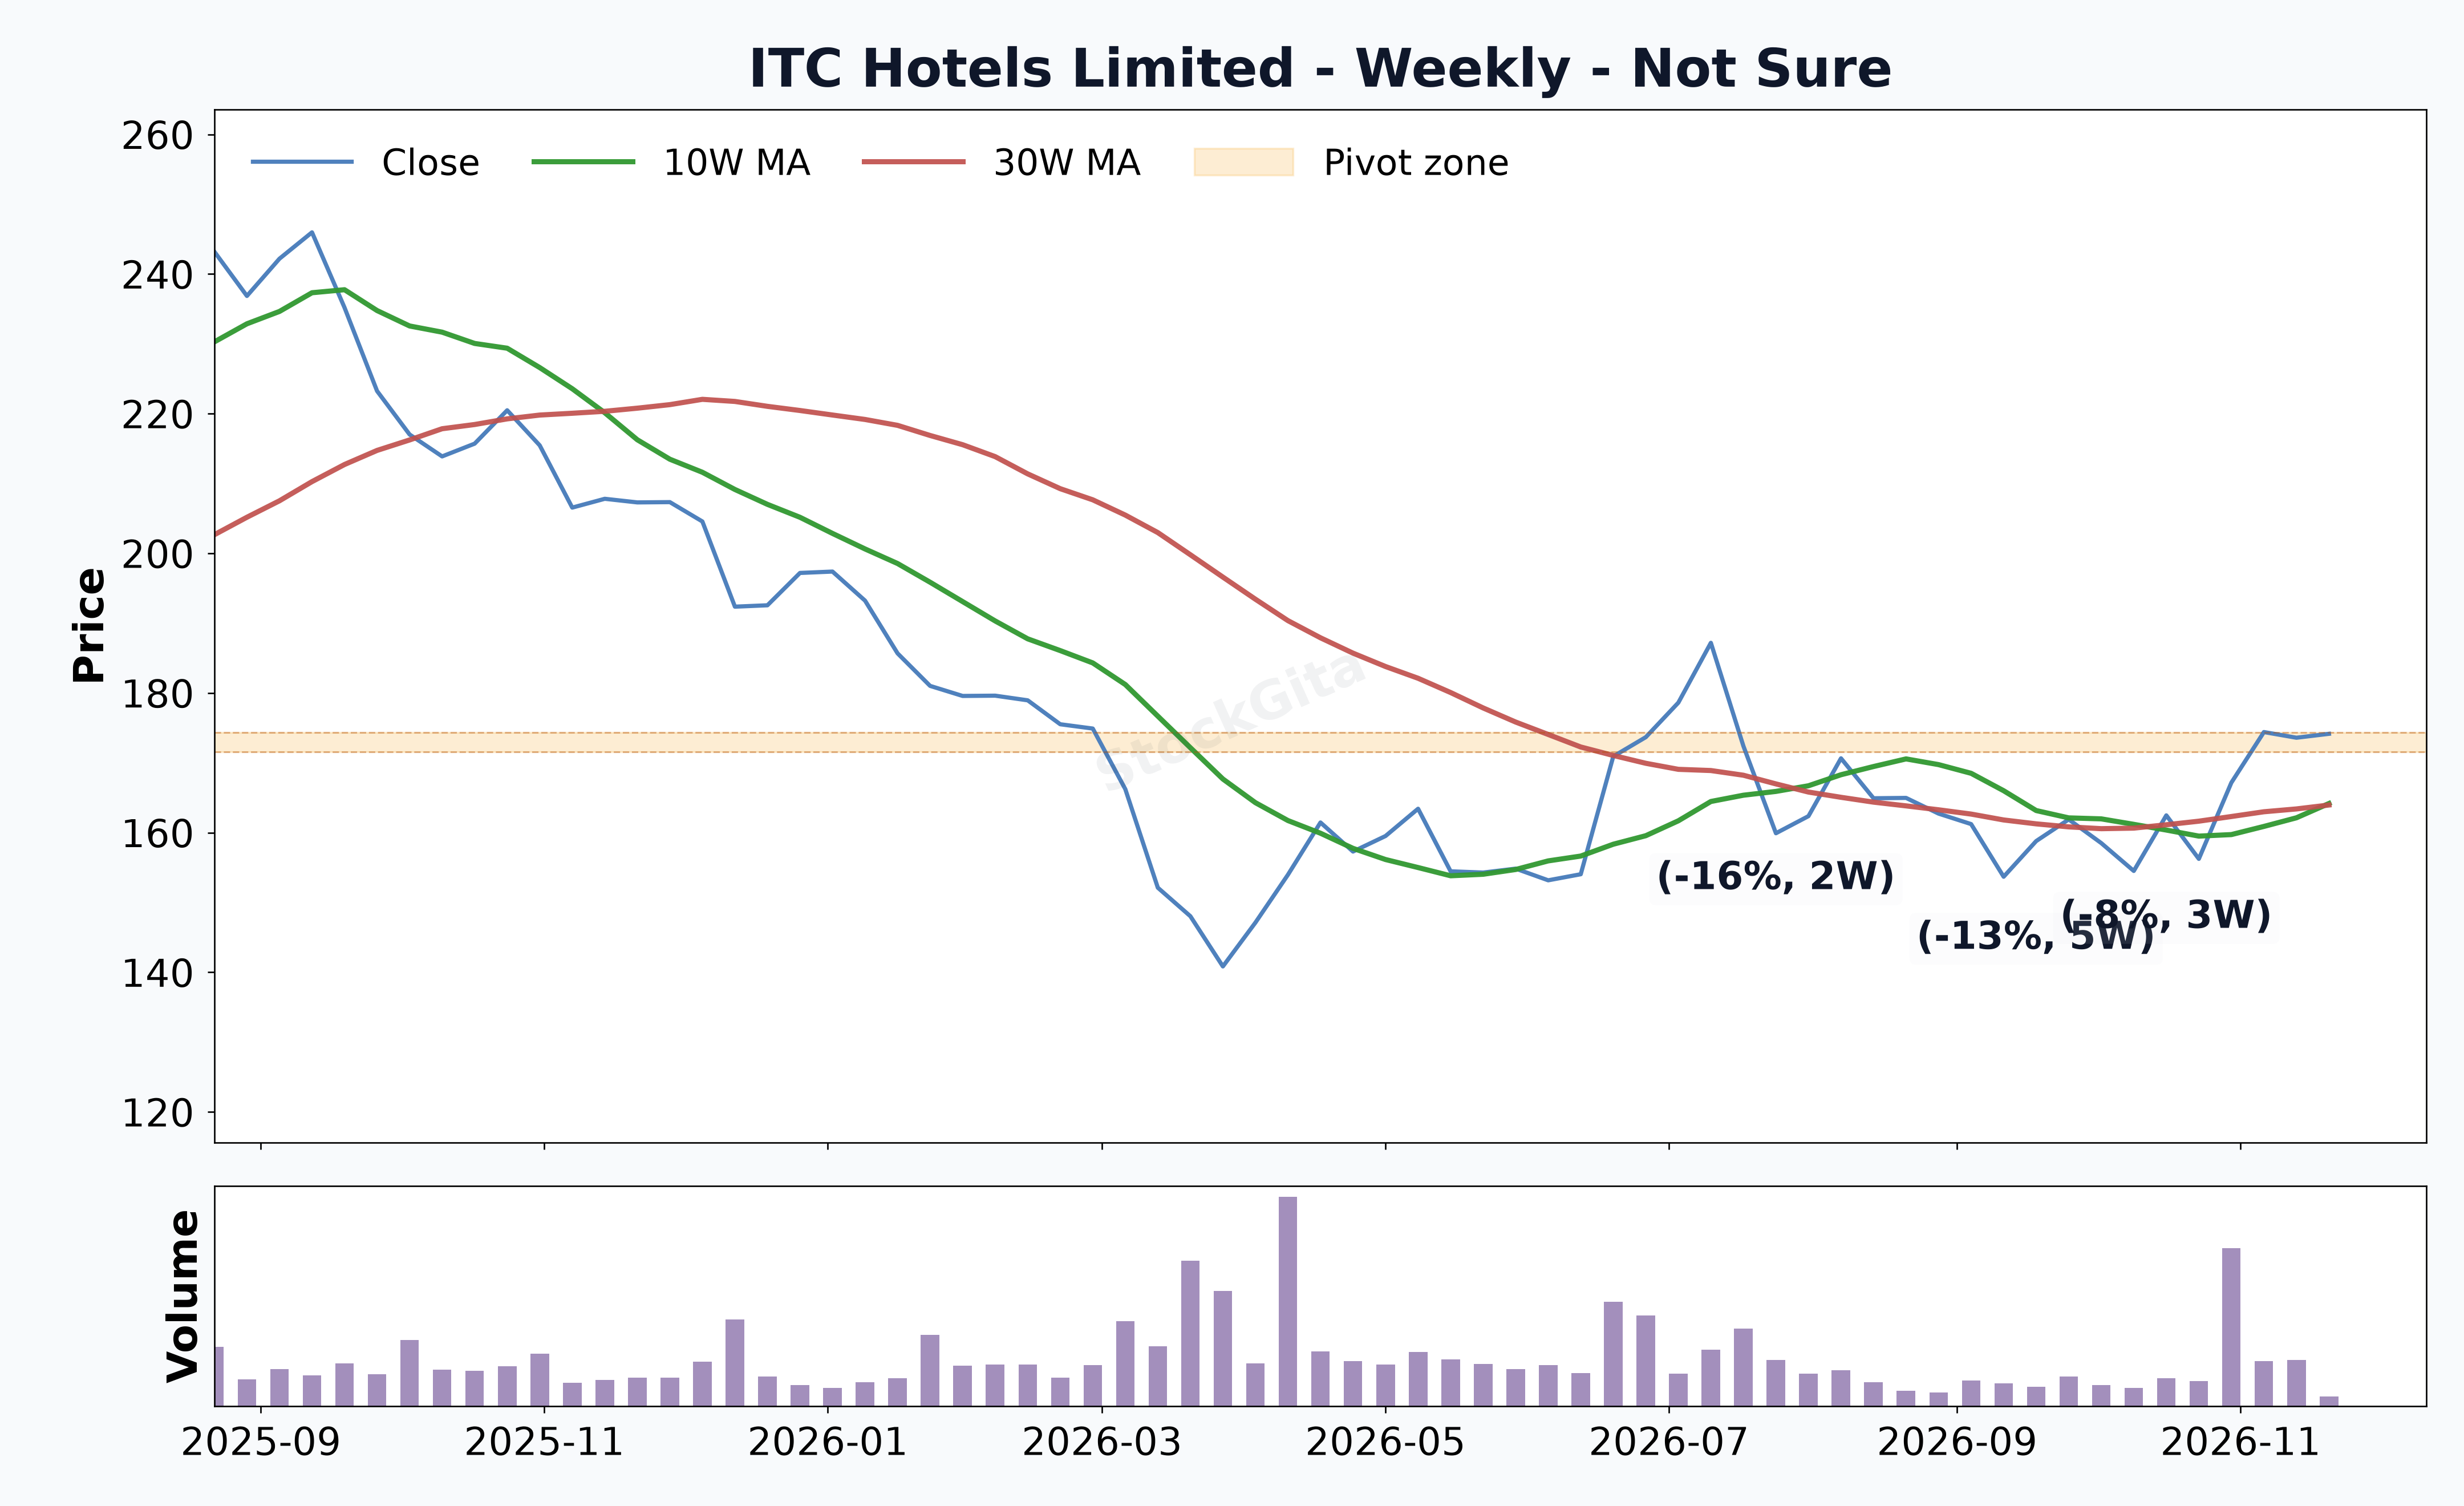 ITC Hotels Limited - Weekly - Not Sure
260
240
220
200
180
160
140
120
Price
Close
10W MA
30W MA
Pivot zone
StockGita
(-16%, 2W)
(-8%, 3W)
(-13%, 5W)
Volume
2025-09
2025-11
2026-01
2026-03
2026-05
2026-07
2026-09
2026-11